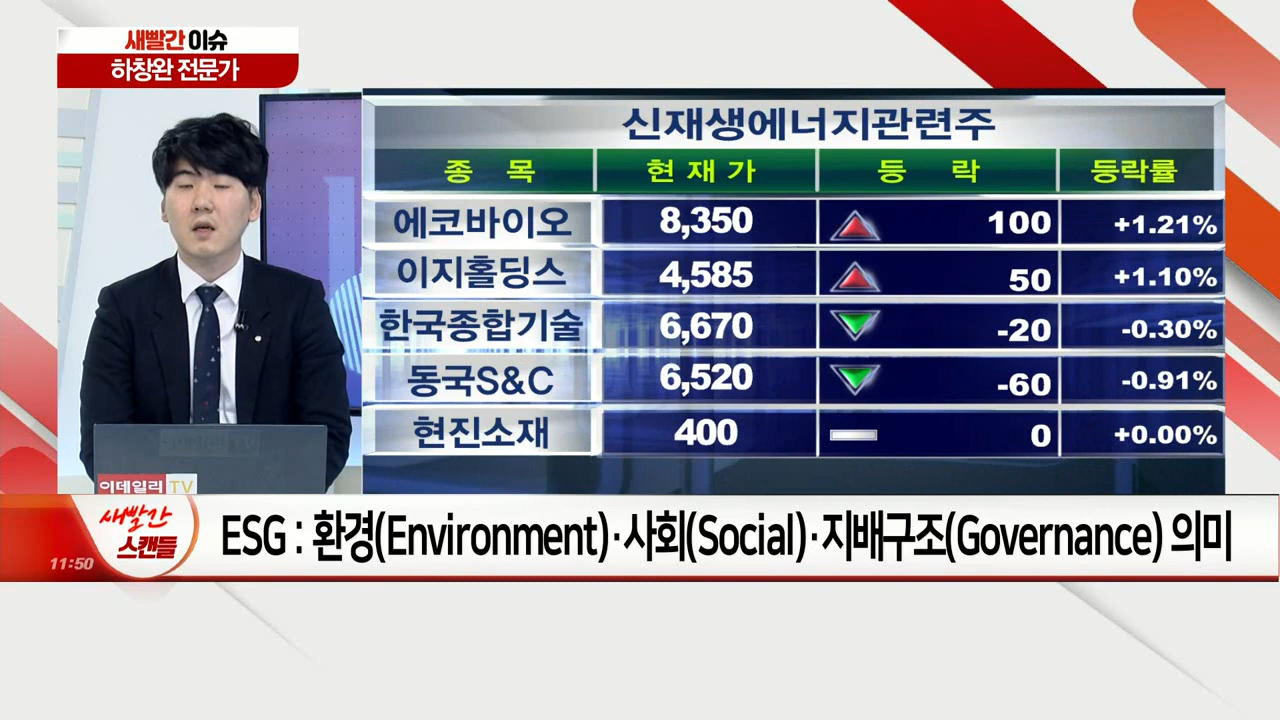 새빨간 이슈
하창완 전문가
신재생에너지관련주
종 목 현 재 가 등 락 등락률
에코바이오 8,350 100 +1.21%
이지홀딩스 4,585 50 +1.10%
한국종합기술 6,670 -20 -0.30%
동국S&C 6,520 -60 -0.91%
현진소재 400 0 +0.00%
이데일리TV
새빨간
스캔들
11:50
ESG : 환경(Environment)·사회(Social)·지배구조(Governance) 의미